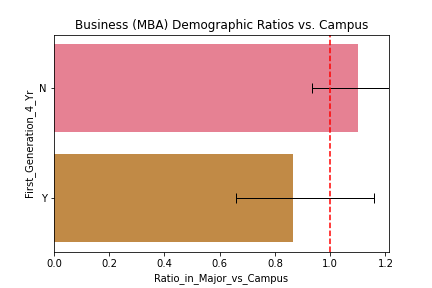 Business (MBA) Demographic Ratios vs. Campus
First_Generation_4_Yr
N
Y
0.0 0.2 0.4 0.6 0.8 1.0 1.2
Ratio_in_Major_vs_Campus